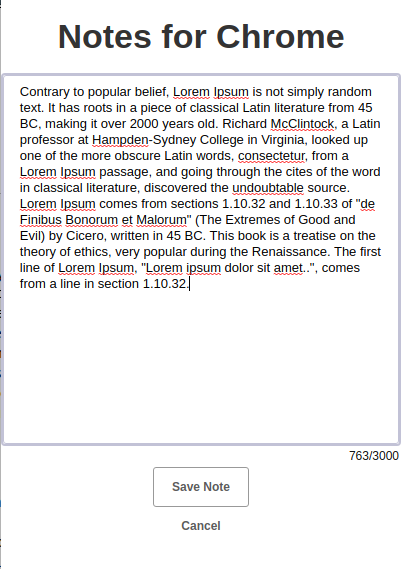 Notes for Chrome
Contrary to popular belief, Lorem Ipsum is not simply random
text. It has roots in a piece of classical Latin literature from 45
BC, making it over 2000 years old. Richard McClintock, a Latin
professor at Hampden-Sydney College in Virginia, looked up
one of the more obscure Latin words, consectetur, from a
Lorem Ipsum passage, and going through the cites of the word
in classical literature, discovered the undoubtable source.
Lorem Ipsum comes from sections 1.10.32 and 1.10.33 of "de
Finibus Bonorum et Malorum" (The Extremes of Good and
Evil) by Cicero, written in 45 BC. This book is a treatise on the
theory of ethics, very popular during the Renaissance. The first
line of Lorem Ipsum, "Lorem ipsum dolor sit amet..", comes
from a line in section 1.10.32.
763/3000
Save Note
Cancel